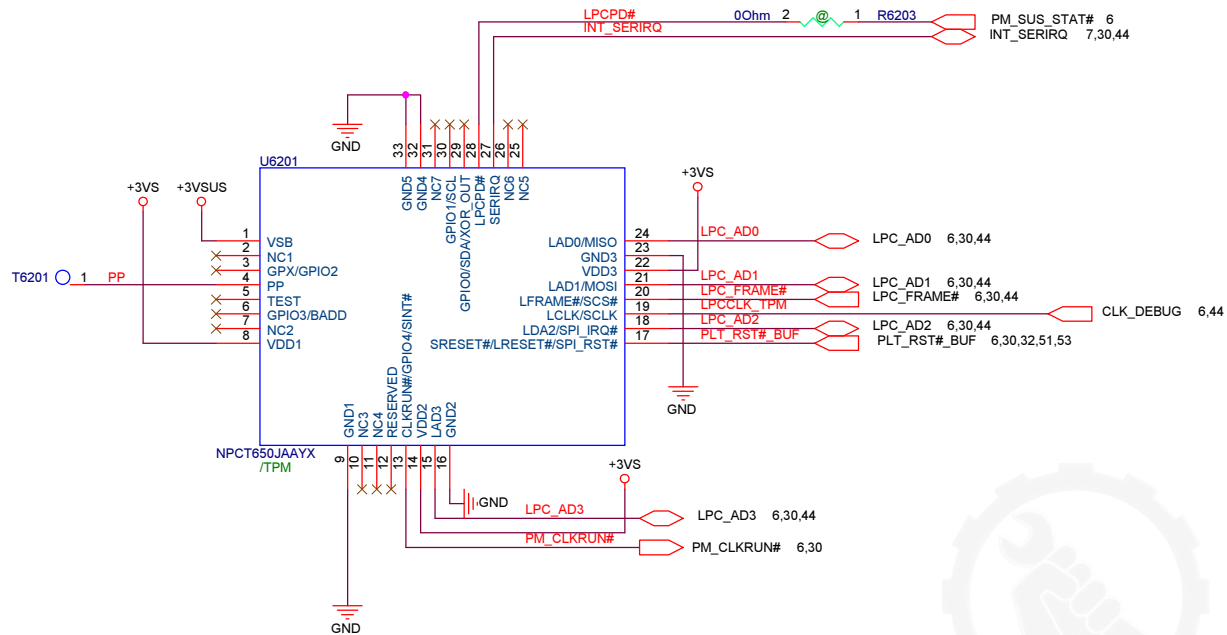 LPCPD# 0Ohm 2 @ 1 R6203 PM_SUS_STAT# 6
INT_SERIRQ INT_SERIRQ 7,30,44
GND
33 32 31 30 29 28 27 26 25
U6201
GND5 GND4 NC7 GPIO1/SCL GPIO0/SDA/XOR_OUT LPCPD# SERIRQ NC6 NC5
+3VS
+3VS +3VSUS
1 VSB
2 NC1
3 GPX/GPIO2
T6201 1 PP 4 PP
5 TEST
6 GPIO3/BADD
7 NC2
8 VDD1
LAD0/MISO 24 LPC_AD0 LPC_AD0 6,30,44
GND3 23
VDD3 22
LAD1/MOSI 21 LPC_AD1 LPC_AD1 6,30,44
LFRAME#/SCS# 20 LPC_FRAME# LPC_FRAME# 6,30,44
LCLK/SCLK 19 LPCCLK_TPM CLK_DEBUG 6,44
LDA2/SPI_IRQ# 18 LPC_AD2 LPC_AD2 6,30,44
SRESET#/LRESET#/SPI_RST# 17 PLT_RST#_BUF PLT_RST#_BUF 6,30,32,51,53
GND
GND1 NC3 NC4 RESERVED CLKRUN#/GPIO4/SINT# VDD2 LAD3 GND2
NPCT650JAAYX
/TPM
9 10 11 12 13 14 15 16
+3VS
GND
LPC_AD3 LPC_AD3 6,30,44
PM_CLKRUN# PM_CLKRUN# 6,30
GND